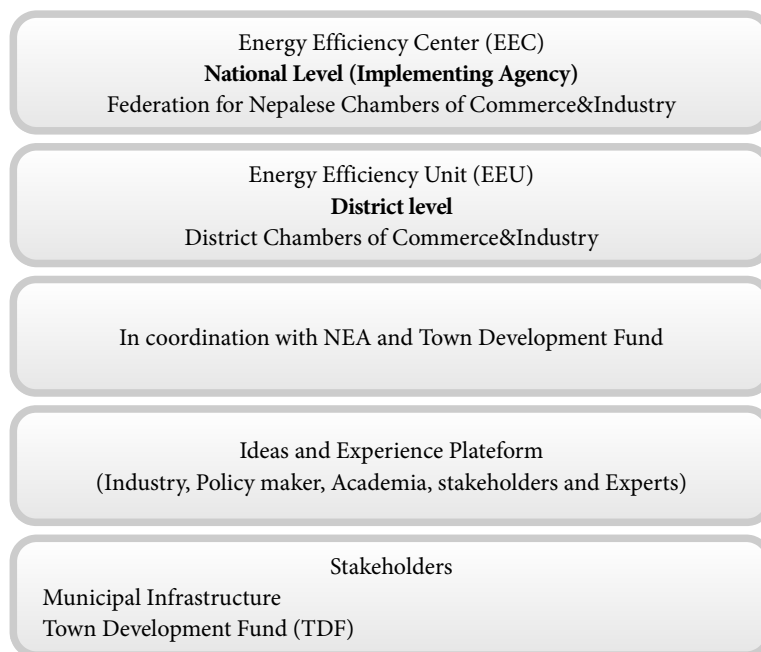 Energy Efficiency Center (EEC)
National Level (Implementing Agency)
Federation for Nepalese Chambers of Commerce&Industry
Energy Efficiency Unit (EEU)
District level
District Chambers of Commerce&Industry
In coordination with NEA and Town Development Fund
Ideas and Experience Plateform
(Industry, Policy maker, Academia, stakeholders and Experts)
Stakeholders
Municipal Infrastructure
Town Development Fund (TDF)